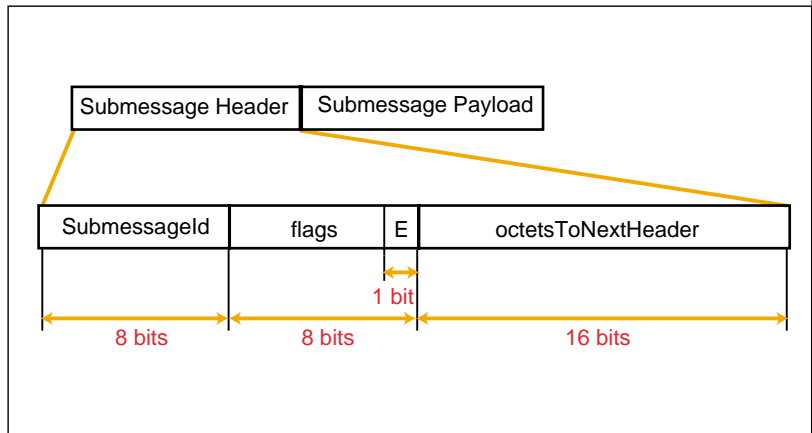 Submessage Header Submessage Payload
SubmessageId flags E octetsToNextHeader
1 bit
8 bits 8 bits 16 bits